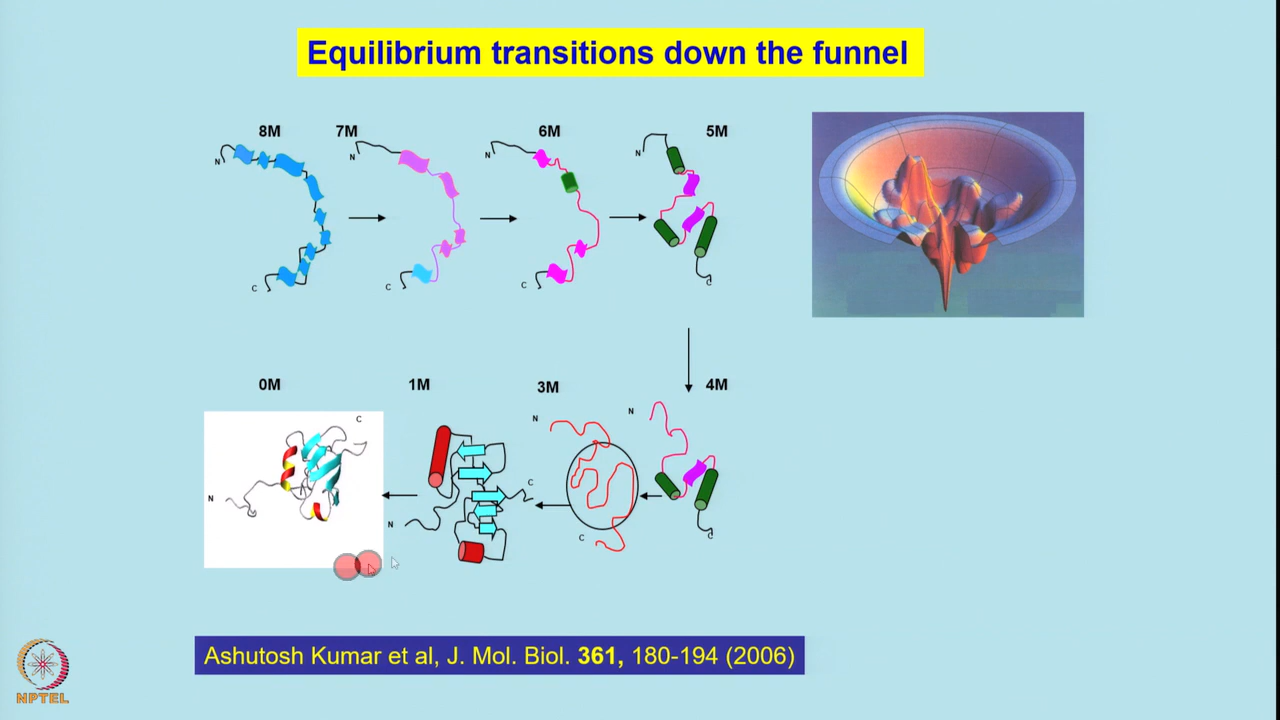 Equilibrium transitions down the funnel
8M
7M
6M
5M
N
N
N
N
C
C
C
C
0M
1M
3M
4M
C
N
N
N
C
N
C
C
Ashutosh Kumar et al, J. Mol. Biol. 361, 180-194 (2006)
NPTEL